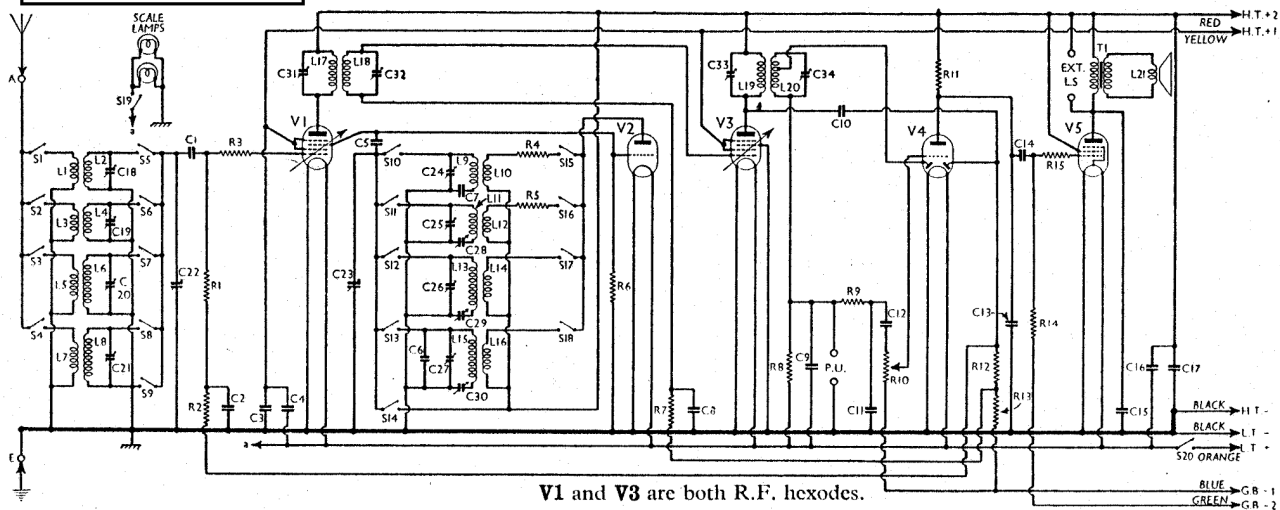 SCALE
LAMPS
H.T.+2
RED
H.T.+1
YELLOW
A
S19
a
C31
L17
L18
C32
V1
C33
L19
L20
C34
V3
R11
EXT.
L.S
T1
L21
V4
V5
C10
S1
L1
L2
C18
S5
C1
R3
C5
S10
C24
L9
L10
R4
S15
V2
C14
R15
C7
L11
S2
L3
L4
C19
S6
S11
C25
L12
R5
S16
C28
S3
L5
L6
C
20
S7
C22
R1
C23
S12
C26
L13
L14
S17
R6
C29
R9
C12
C13
R14
S4
L7
L8
C21
S8
S13
C6
C27
L15
L16
S18
C30
R8
C9
P.U.
R10
R12
C16
C17
S9
R2
C2
C3
C4
S14
R7
C8
C11
R13
C15
BLACK
H.T-
BLACK
L.T -
a
L.T +
S20 ORANGE
E
V1 and V3 are both R.F. hexodes.
BLUE
G.B - 1
GREEN
G.B - 2